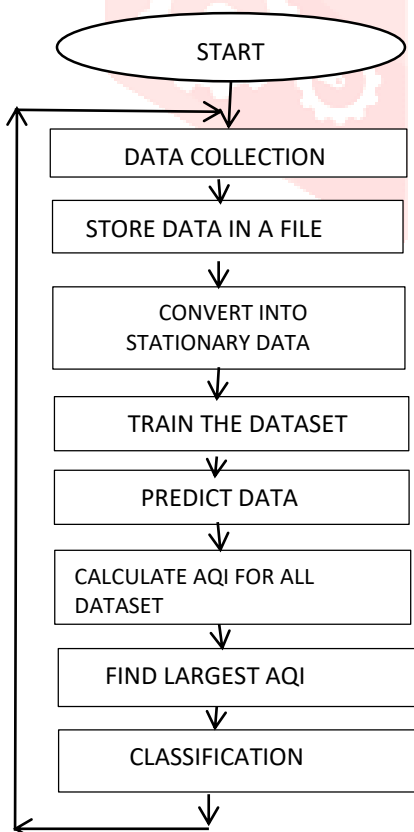 START
DATA COLLECTION
STORE DATA IN A FILE
CONVERT INTO
STATIONARY DATA
TRAIN THE DATASET
PREDICT DATA
CALCULATE AQI FOR ALL
DATASET
FIND LARGEST AQI
CLASSIFICATION